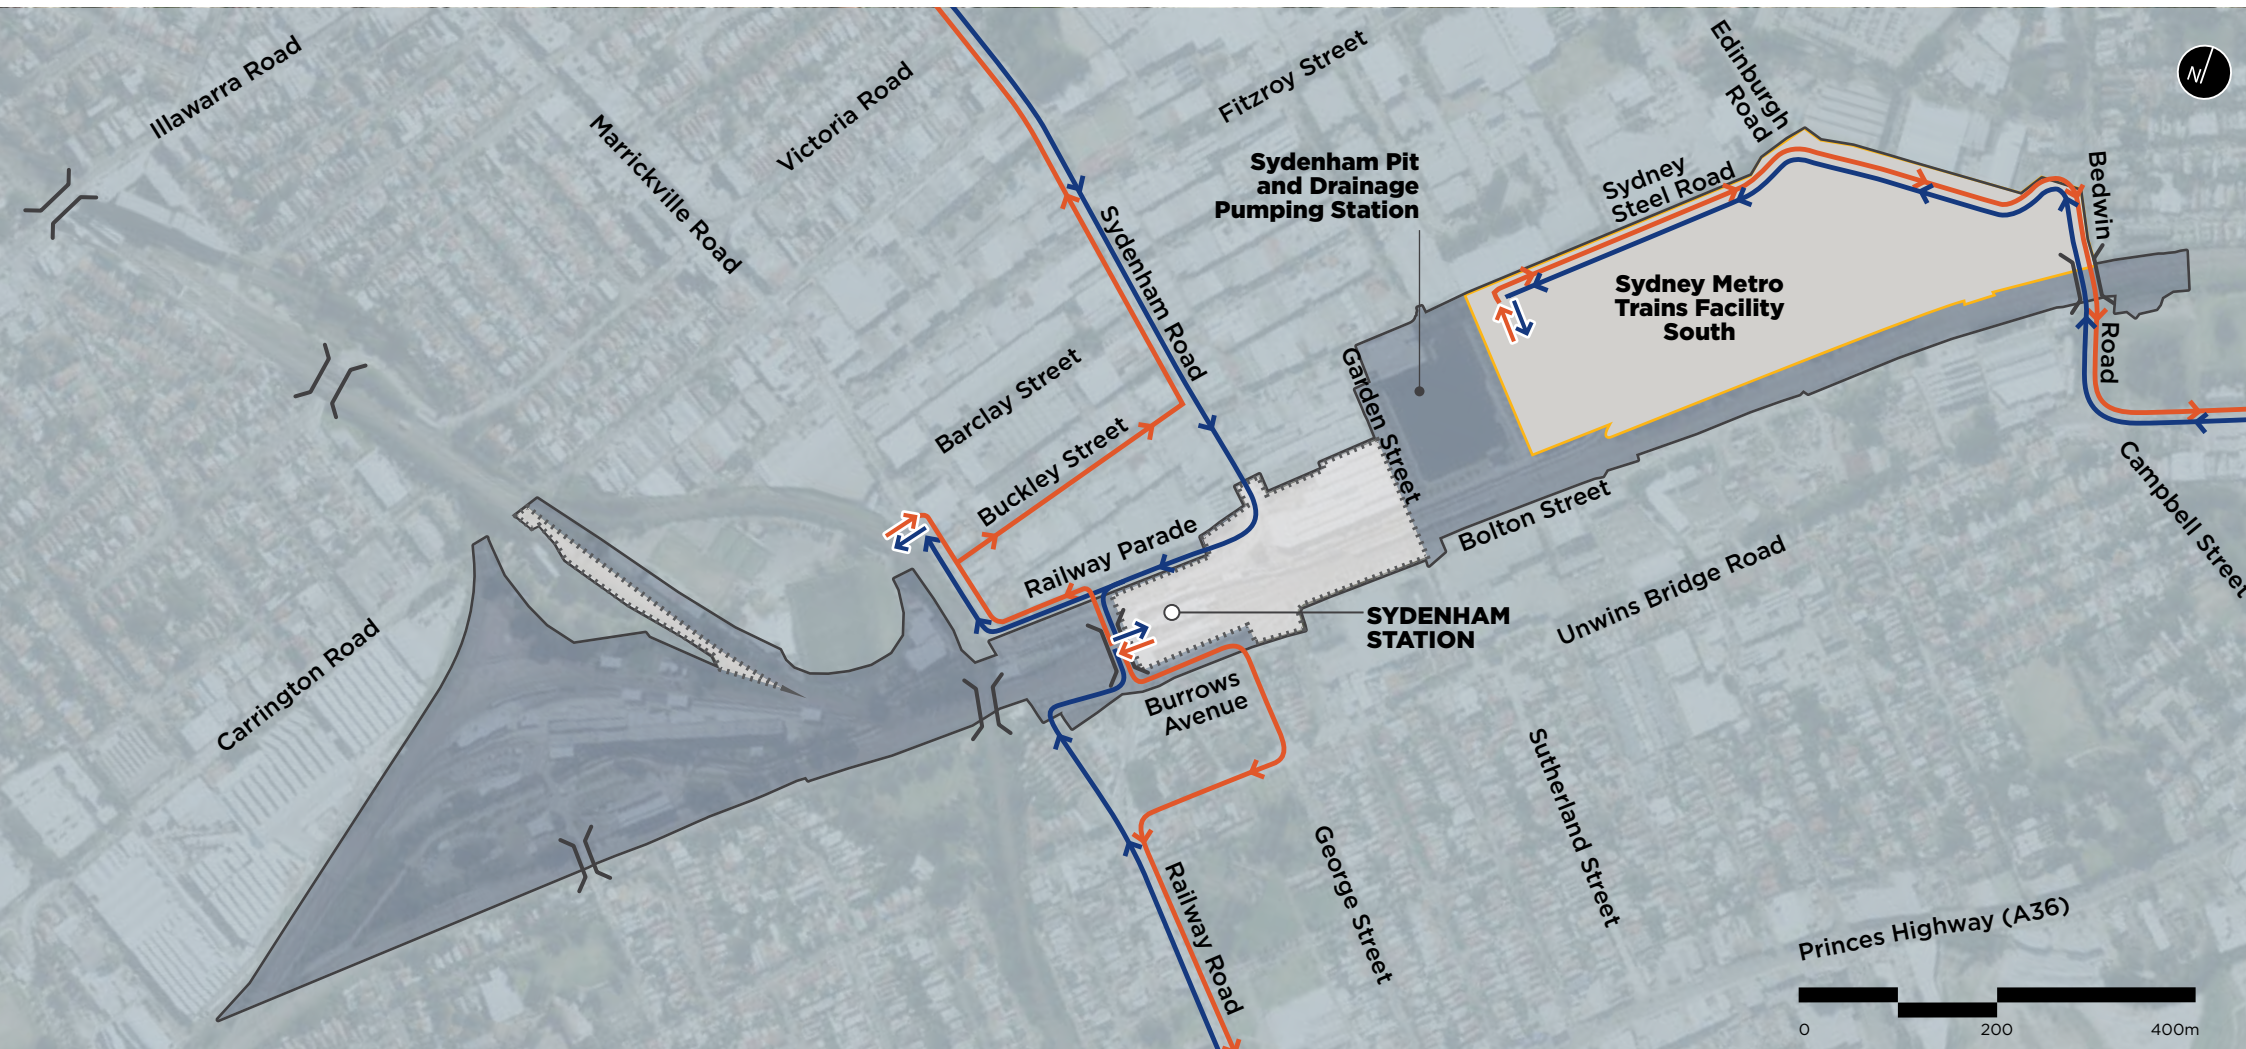 Illawarra Road
Marrickville Road
Victoria Road
Fitzroy Street
Edinburgh
Road
N
Sydenham Pit
and Drainage
Pumping Station
Sydney
Steel Road
Bedwin
Road
Sydenham Road
Sydney Metro
Trains Facility
South
Barclay Street
Garden Street
Buckley Street
Campbell Street
Bolton Street
Railway Parade
Unwins Bridge Road
SYDENHAM
STATION
Carrington Road
Burrows
Avenue
Sutherland Street
George Street
Railway Road
Princes Highway (A36)
0
200
400m